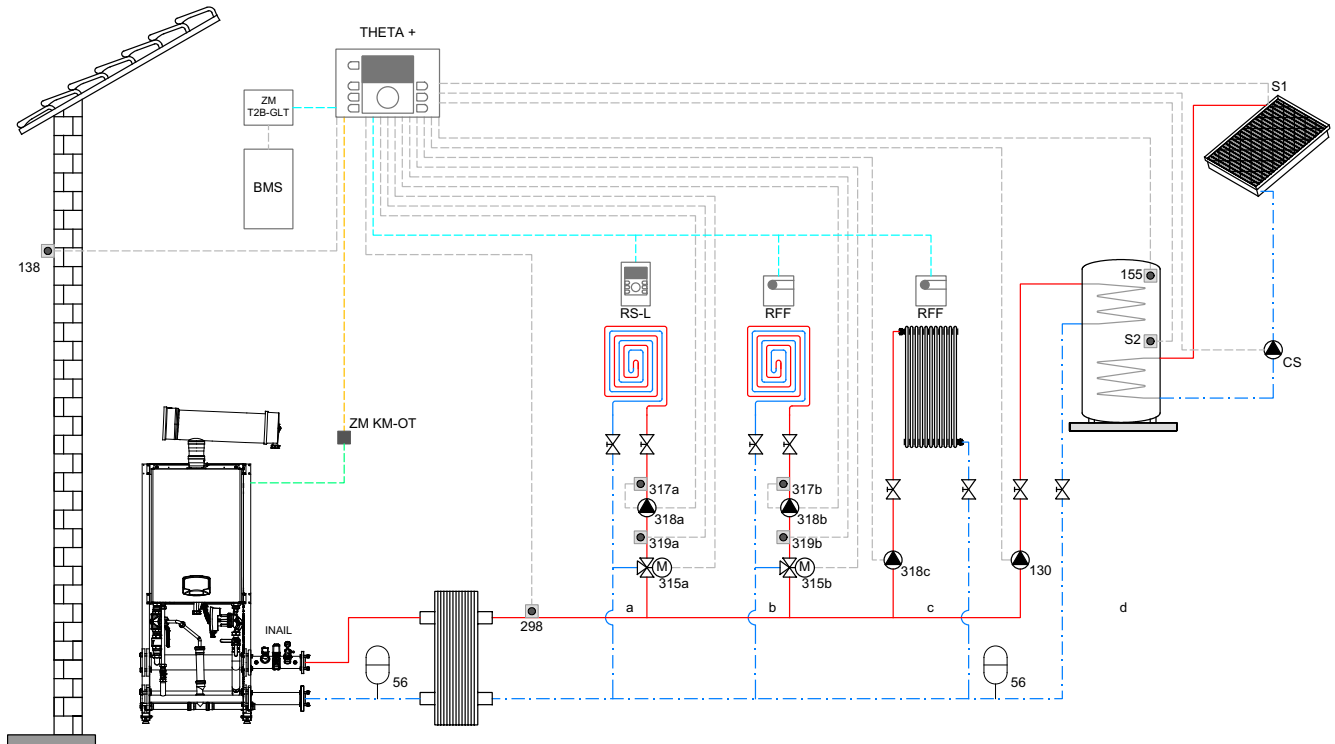 THETA +
S1
ZM
T2B-GLT
BMS
138
155
RS-L
RFF
RFF
S2
CS
ZM KM-OT
317a
317b
318a
318b
319a
319b
M
M
315a
315b
318c
130
a
b
c
d
298
INAIL
56
56